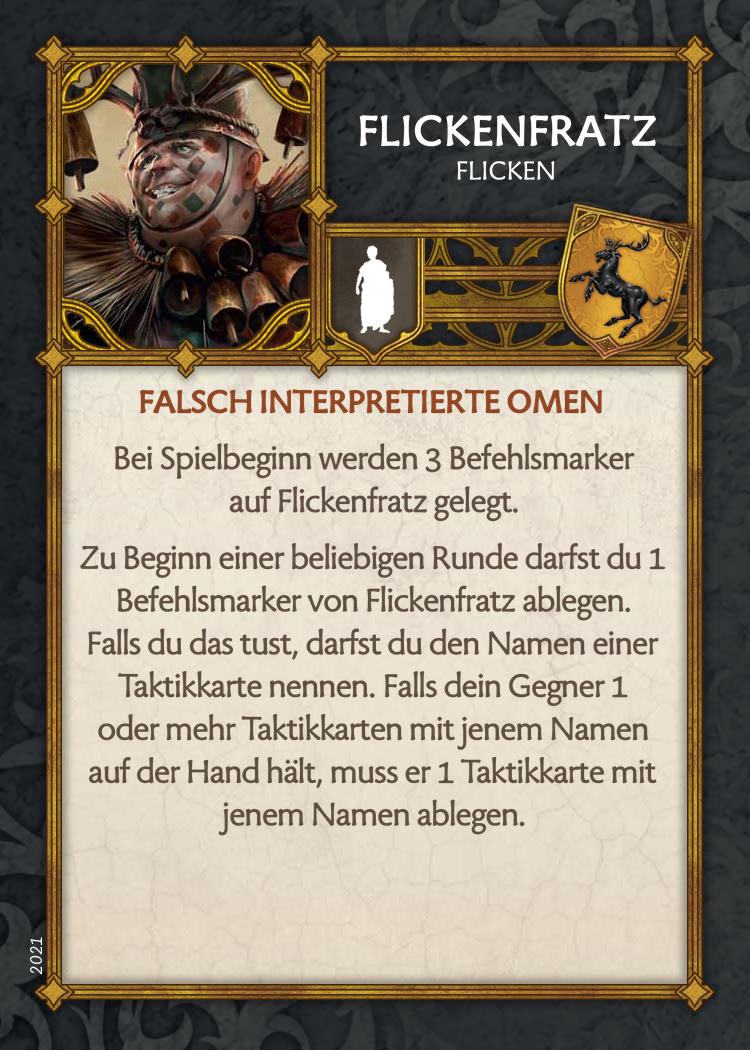 FLICKENFRATZ
FLICKEN
FALSCH INTERPRETIERTE OMEN
Bei Spielbeginn werden 3 Befehlsmarker
auf Flickenfratz gelegt.
Zu Beginn einer beliebigen Runde darfst du 1
Befehlsmarker von Flickenfratz ablegen.
Falls du das tust, darfst du den Namen einer
Taktikkarte nennen. Falls dein Gegner 1
oder mehr Taktikkarten mit jenem Namen
auf der Hand hält, muss er 1 Taktikkarte mit
jenem Namen ablegen.
2021